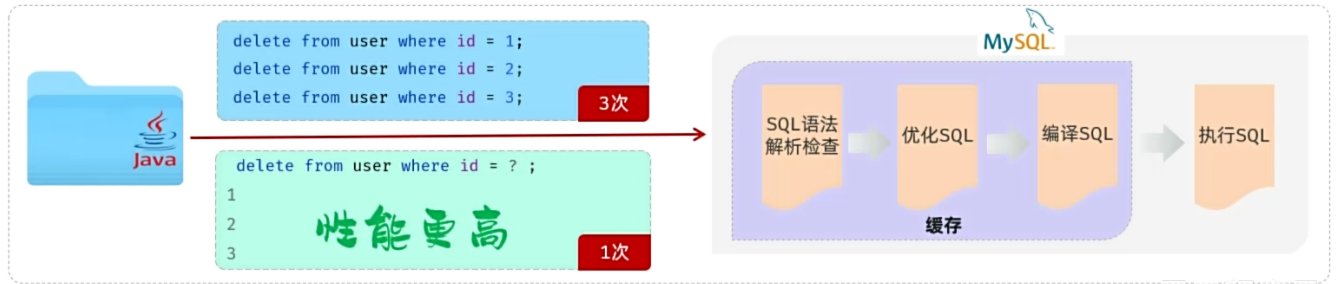 delete from user where id = 1;
delete from user where id = 2;
delete from user where id = 3;
3次
Java
delete from user where id = ? ;
1
2
3
性能更高
1次
MySQL
SQL语法
解析检查
优化SQL
编译SQL
执行SQL
缓存